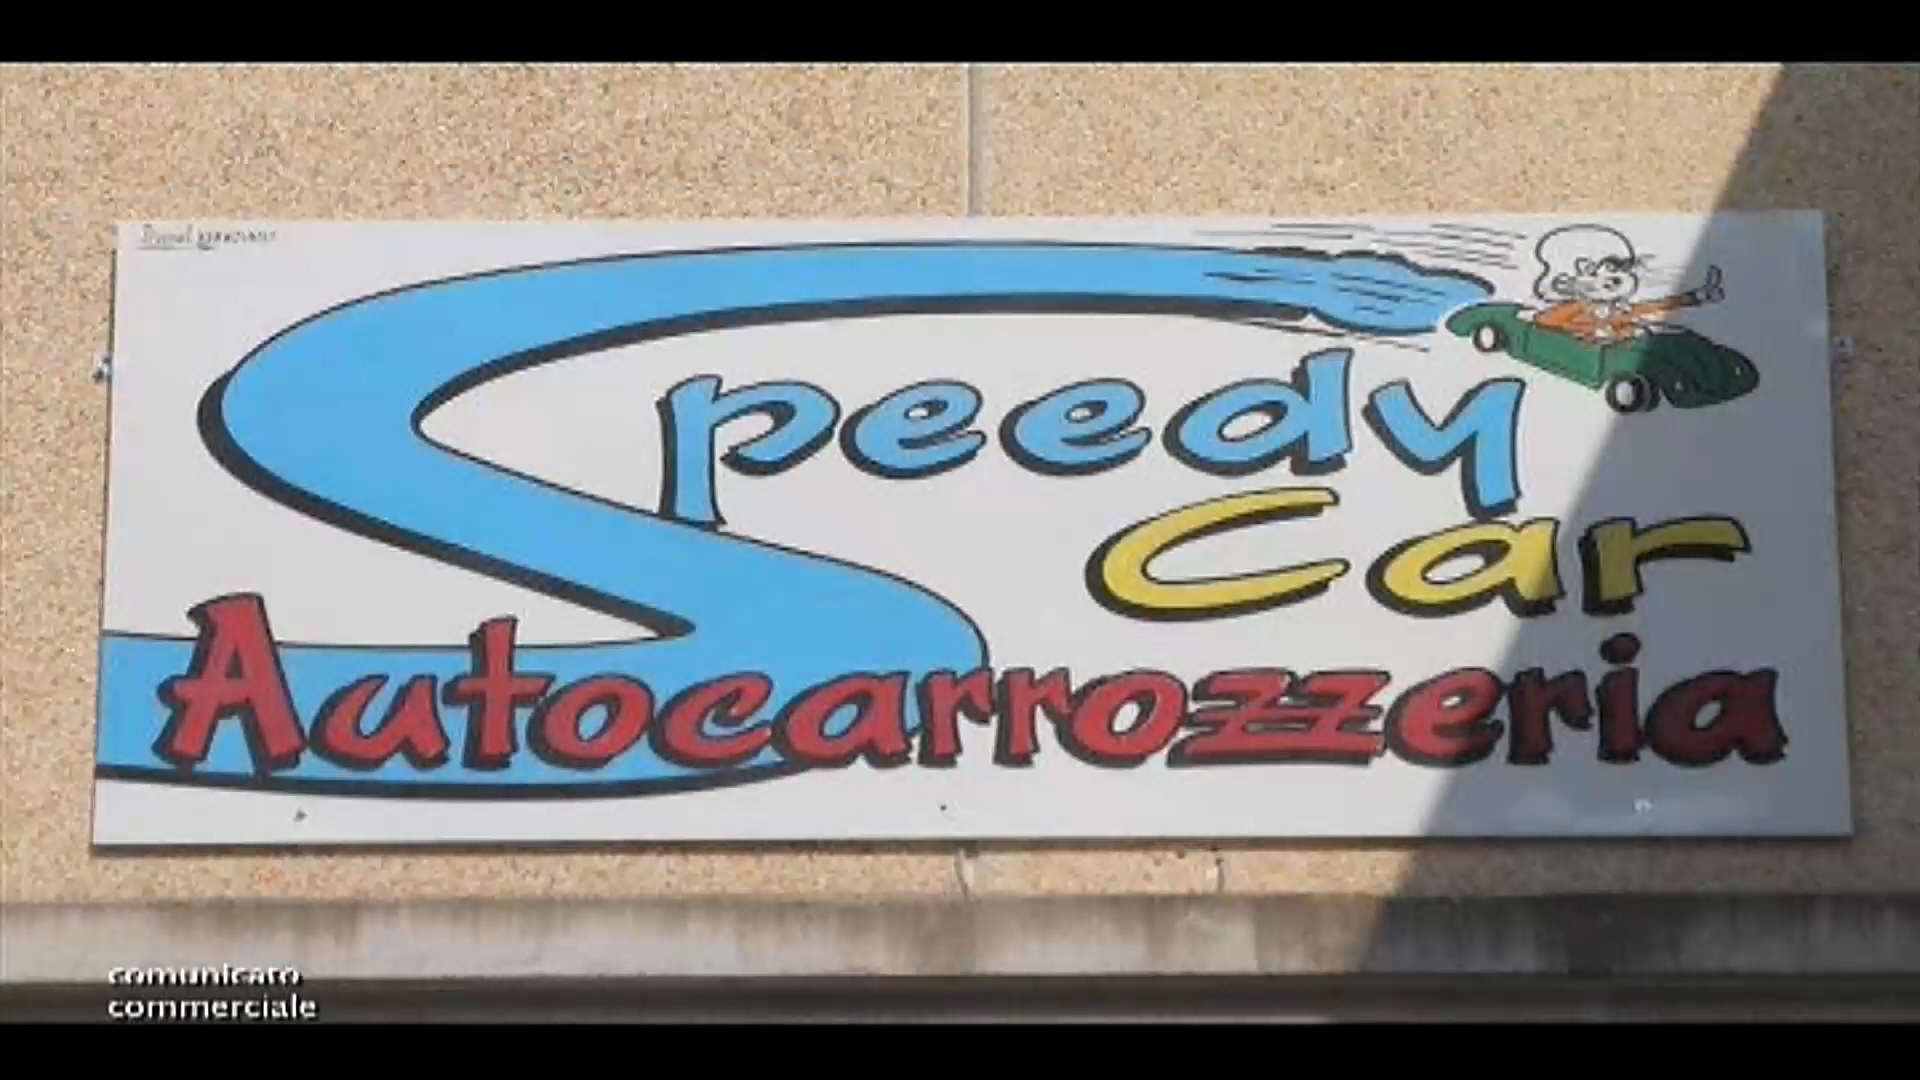 Speedy
Car
Autocarrozzeria
comunicato
commerciale